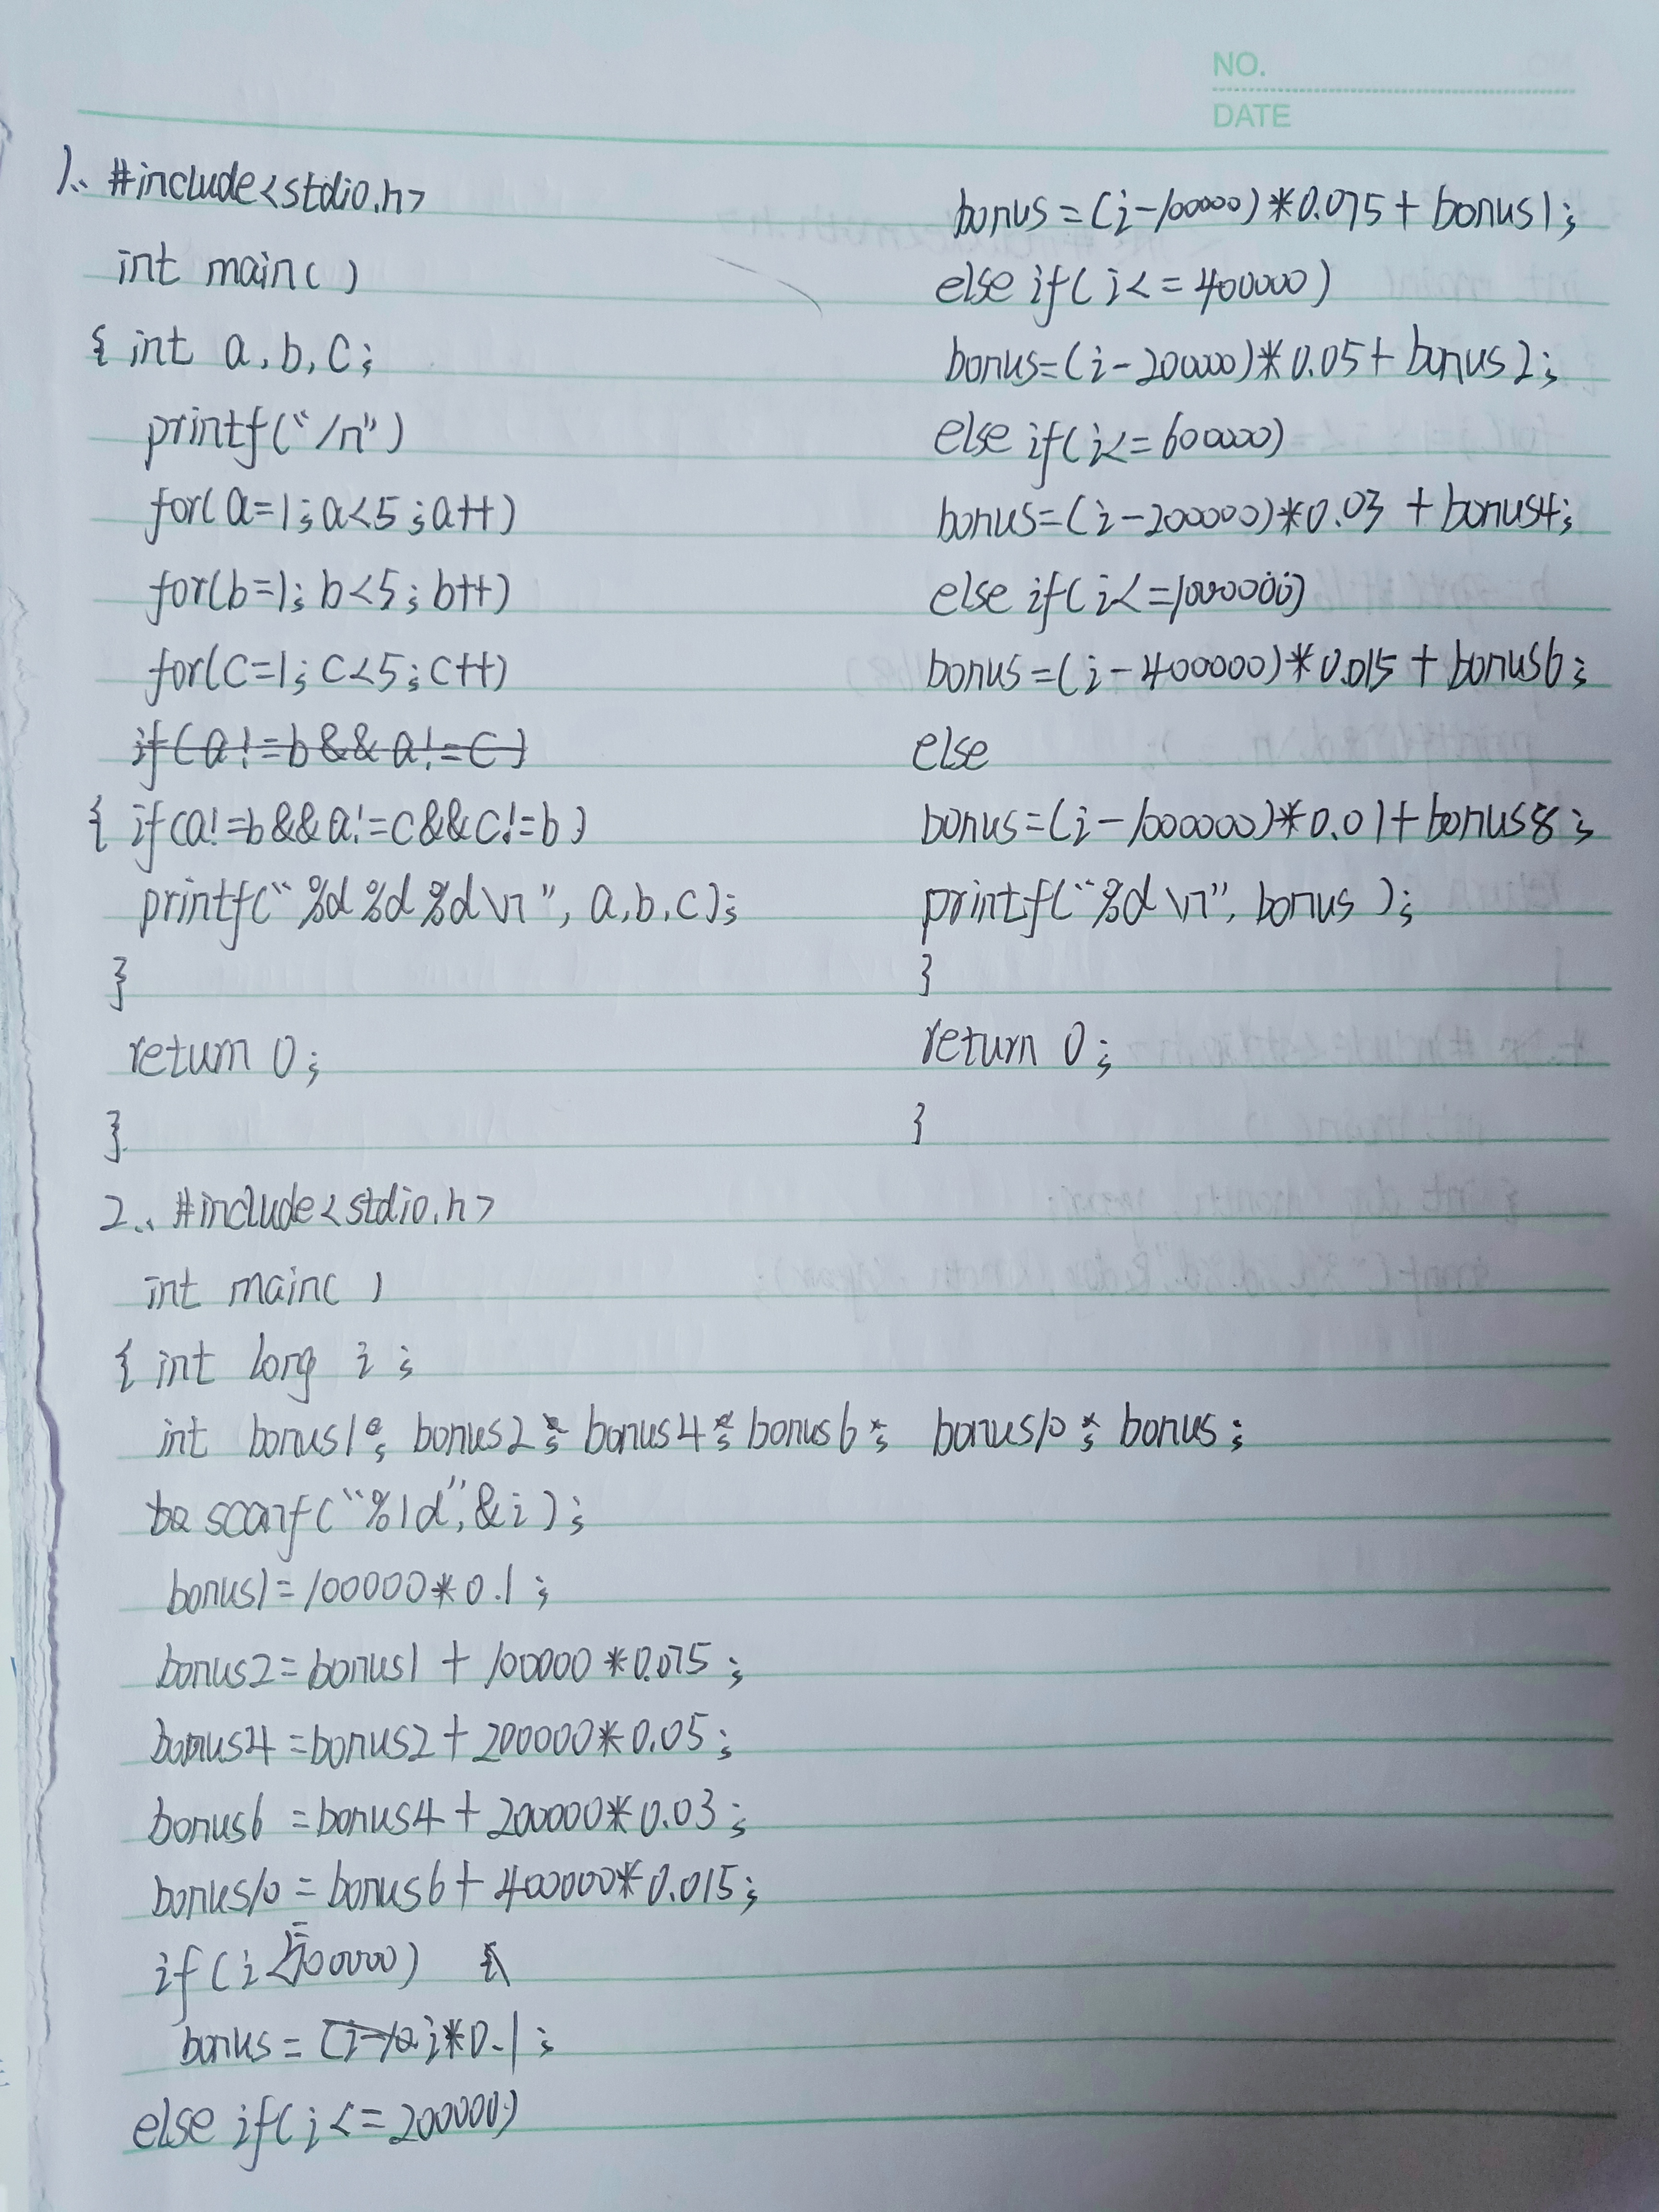 NO.
DATE
1. #include<stdio.h>
int main( )
{ int a, b, c;
printf("/n")
for(a=1;a<5;a++)
for(b=1; b<5; b++)
for(c=1; c<5;c++)
if(a!=b&&a!=c)
{ if(a!=b&&a!=c&&c!=b)
printf("%d %d %d\n", a,b,c);
}
return 0;
}
2. #include<stdio.h>
int main( )
{ int long i;
int bonus1; bonus2; bonus4; bonus6; bonus10; bonus;
scanf("%ld",&i);
bonus1=100000*0.1;
bonus2=bonus1+100000*0.075;
bonus4=bonus2+200000*0.05;
bonus6=bonus4+200000*0.03;
bonus10=bonus6+400000*0.015;
if(i<=100000)
bonus=i*0.1;
else if(i<=200000)
bonus=(i-100000)*0.075+bonus1;
else if(i<=400000)
bonus=(i-200000)*0.05+bonus2;
else if(i<=600000)
bonus=(i-200000)*0.03+bonus4;
else if(i<=1000000)
bonus=(i-400000)*0.015+bonus6;
else
bonus=(i-1000000)*0.01+bonus8;
printf("%d\n", bonus);
}
return 0;
}